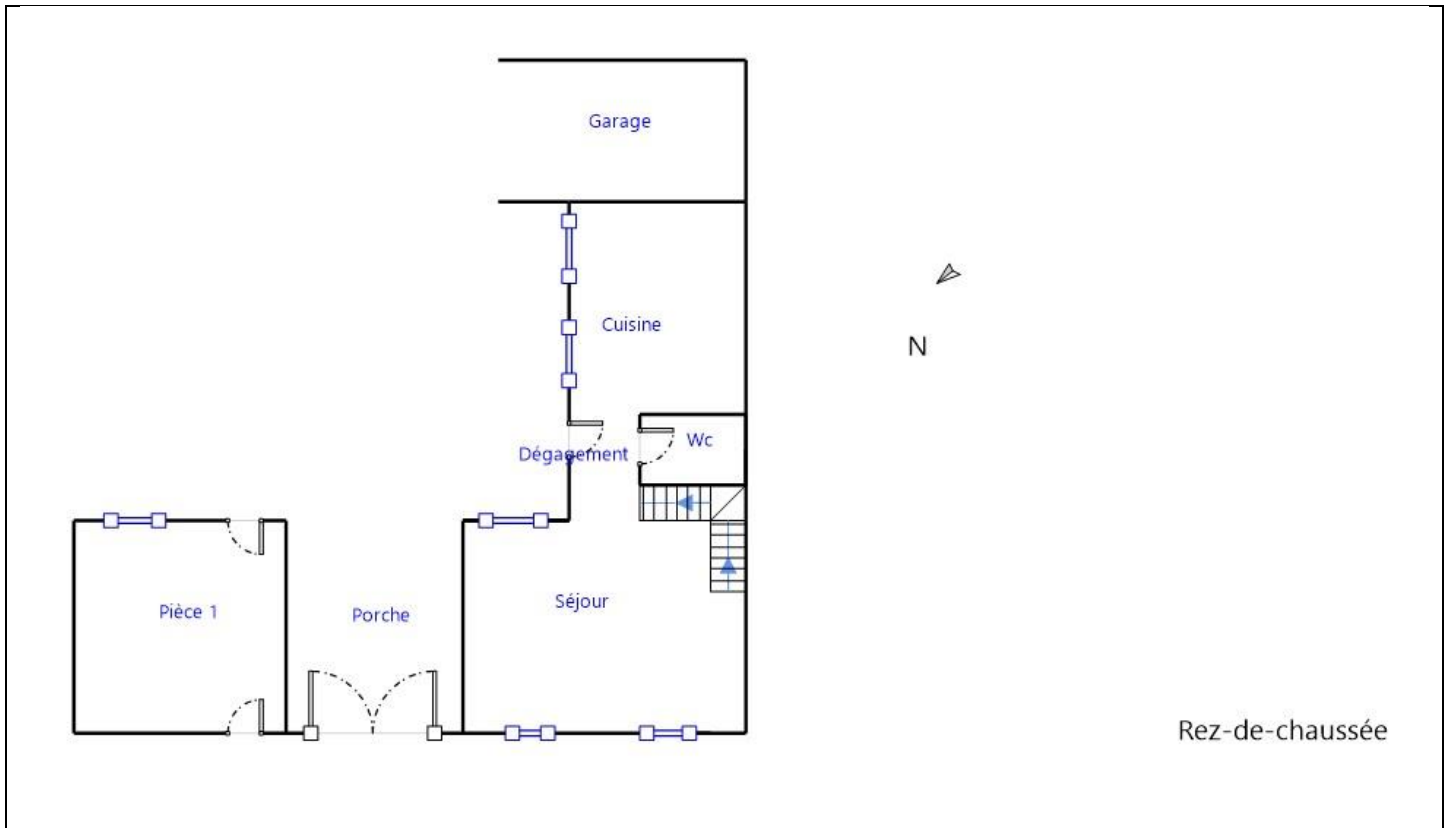 Garage
Cuisine
N
Wc
Dégagement
Séjour
Pièce 1
Porche
Rez-de-chaussée